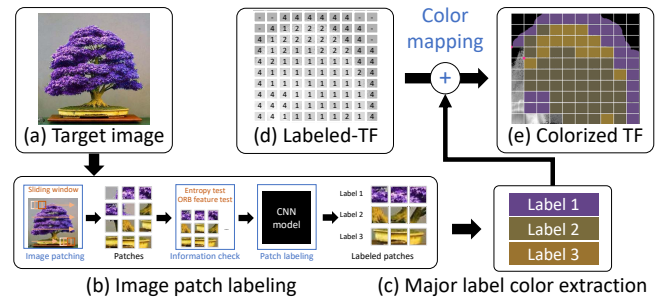 (a) Target image
(d) Labeled-TF
Color
mapping
+
(e) Colorized TF
Sliding window
Image patching
Patches
Entropy test
ORB feature test
...
Information check
CNN
model
Patch labeling
Label 1
Label 2
Label 3
Labeled patches
(b) Image patch labeling
Label 1
Label 2
Label 3
(c) Major label color extraction